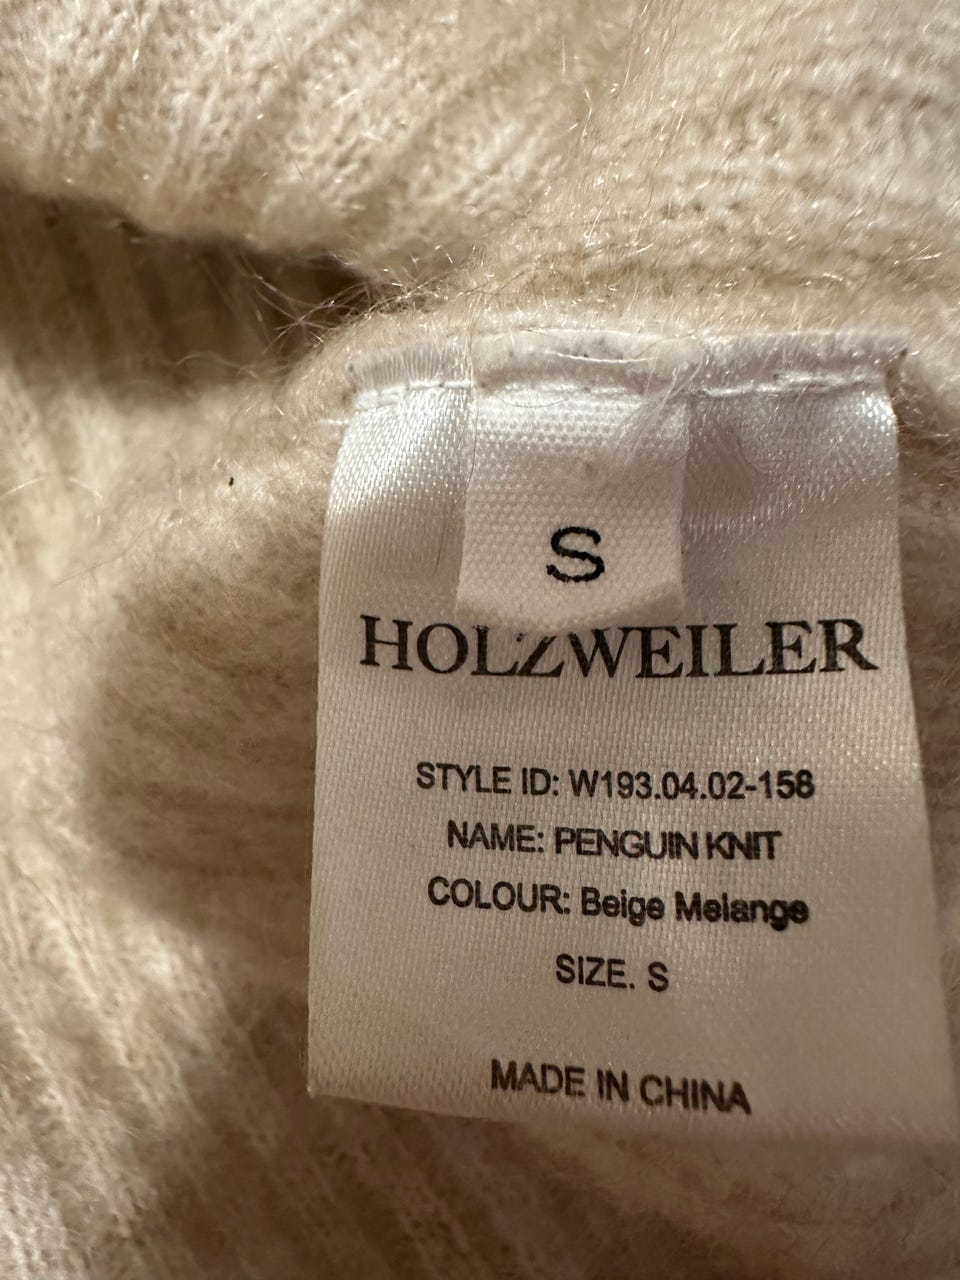 S
HOLZWEILER
STYLE ID: W193.04.02-158
NAME: PENGUIN KNIT
COLOUR: Beige Melange
SIZE. S
MADE IN CHINA